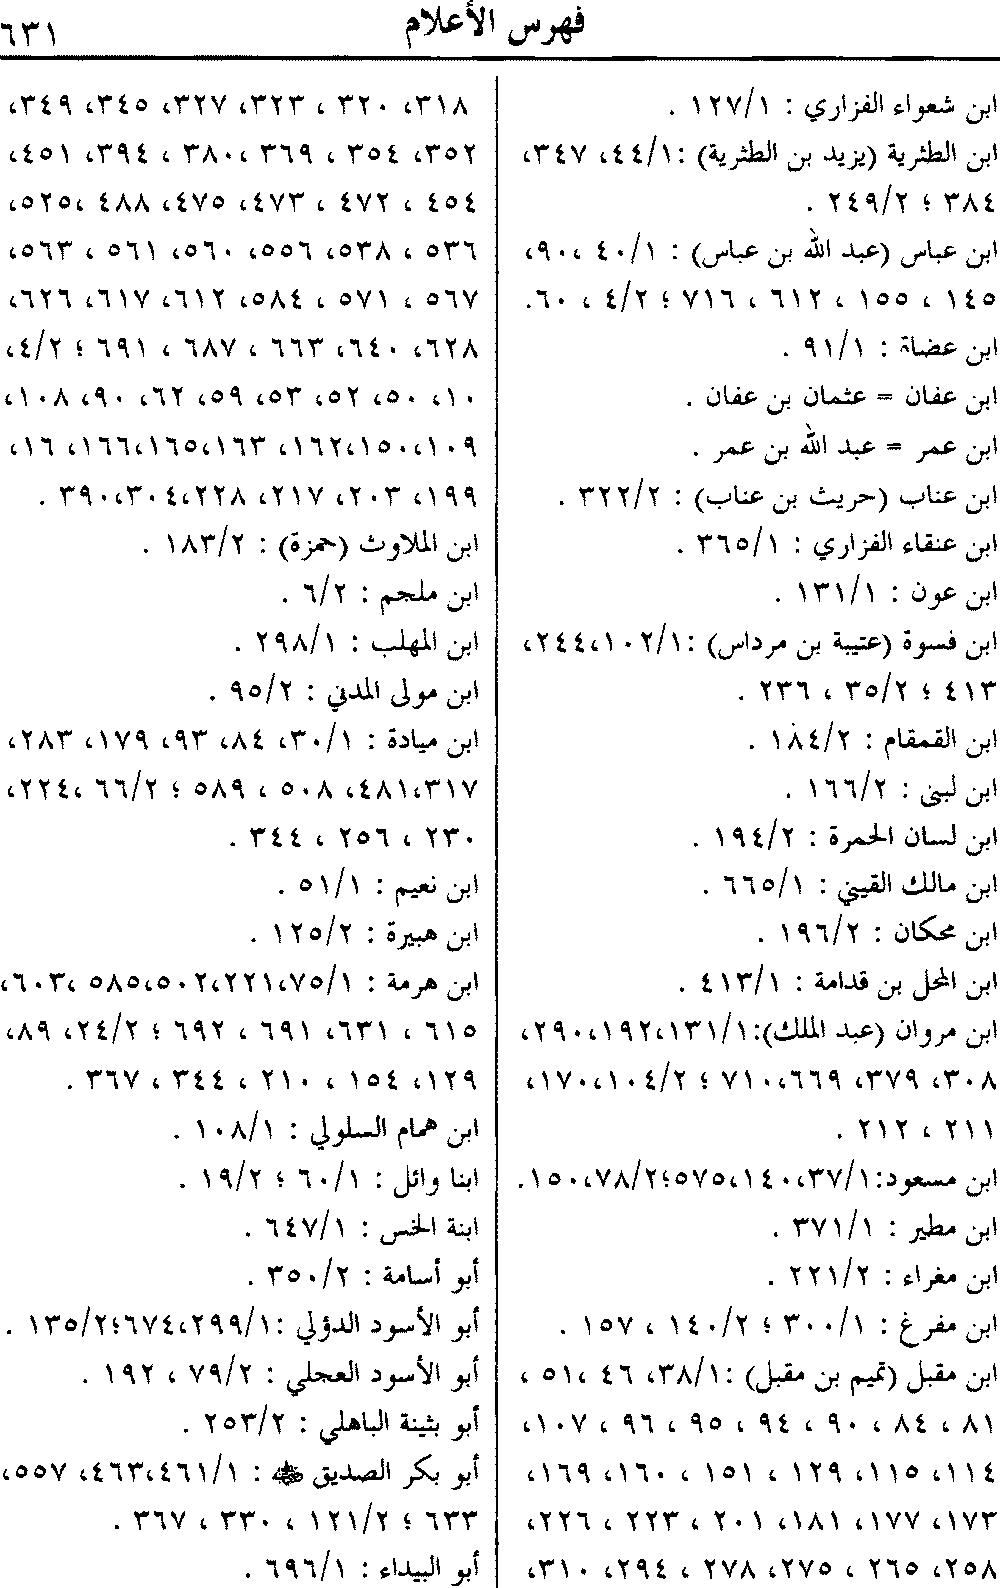 ٦٣١
فهرس الأعلام
ابن شعواء الفزاري : ١٢٧/١ .
ابن الطثرية (يزيد بن الطثرية) :٤٤/١، ٣٤٧،
٣٨٤ ؛ ٢٤٩/٢ .
ابن عباس (عبد الله بن عباس) : ٤٠/١ ،٩٠،
١٤٥ ، ١٥٥ ، ٦١٢ ، ٧١٦ ؛ ٤/٢ ، ٦٠.
ابن عضاة : ٩١/١ .
ابن عفان = عثمان بن عفان .
ابن عمر = عبد الله بن عمر .
ابن عناب (حريث بن عناب) : ٣٢٢/٢ .
ابن عنقاء الفزاري : ٣٦٥/١ .
ابن عون : ١٣١/١ .
ابن فسوة (عتيبة بن مرداس) :١٠٢/١،٢٤٤،
٤١٣ ؛ ٣٥/٢ ، ٢٣٦ .
ابن القمقام : ١٨٤/٢ .
ابن لبنى : ١٦٦/٢ .
ابن لسان الحمرة : ١٩٤/٢ .
ابن مالك القيني : ٦٦٥/١ .
ابن محكان : ١٩٦/٢ .
ابن المحل بن قدامة : ٤١٣/١ .
ابن مروان (عبد الملك):١٣١/١،١٩٢،٢٩٠،
٣٠٨، ٣٧٩، ٦٦٩،٧١٠ ؛ ١٠٤/٢،١٧٠،
٢١١ ، ٢١٢ .
ابن مسعود:٣٧/١،١٤٠،٥٧٥؛٧٨/٢،١٥٠.
ابن مطير : ٣٧١/١ .
ابن مغراء : ٢٢١/٢ .
ابن مفرغ : ٣٠٠/١ ؛ ١٤٠/٢ ، ١٥٧ .
ابن مقبل (تميم بن مقبل) :٣٨/١، ٤٦ ،٥١ ،
٨١ ، ٨٤ ، ٩٠ ، ٩٤ ، ٩٥ ، ٩٦ ، ١٠٧،
١١٤، ١١٥، ١٢٩ ، ١٥١ ، ١٦٠، ١٦٩،
١٧٣، ١٧٧، ١٨١، ٢٠١ ، ٢٢٣ ، ٢٢٦،
٢٥٨، ٢٦٥ ، ٢٧٥، ٢٧٨ ، ٢٩٤، ٣١٠،
٣١٨، ٣٢٠ ، ٣٢٣، ٣٢٧، ٣٤٥، ٣٤٩،
٣٥٢، ٣٥٤ ، ٣٦٩ ،٣٨٠ ، ٣٩٤، ٤٥١،
٤٥٤ ، ٤٧٢ ، ٤٧٣، ٤٧٥، ٤٨٨ ،٥٢٥،
٥٣٦ ، ٥٣٨، ٥٥٦، ٥٦٠، ٥٦١ ، ٥٦٣،
٥٦٧ ، ٥٧١ ، ٥٨٤، ٦١٢، ٦١٧، ٦٢٦،
٦٢٨، ٦٤٠، ٦٦٣ ، ٦٨٧ ، ٦٩١ ؛ ٤/٢،
١٠، ٥٠، ٥٢، ٥٣، ٥٩، ٦٢، ٩٠، ١٠٨،
١٠٩،١٥٠،١٦٢، ١٦٣،١٦٥،١٦٦، ١٦،
١٩٩، ٢٠٣، ٢١٧، ٢٢٨،٣٠٤،٣٩٠ .
ابن الملاوث (حمزة) : ١٨٣/٢ .
ابن ملجم : ٦/٢ .
ابن المهلب : ٢٩٨/١ .
ابن مولى المدني : ٩٥/٢ .
ابن ميادة : ٣٠/١، ٨٤، ٩٣، ١٧٩، ٢٨٣،
٣١٧،٤٨١، ٥٠٨ ، ٥٨٩ ؛ ٦٦/٢ ،٢٢٤،
٢٣٠ ، ٢٥٦ ، ٣٤٤ .
ابن نعيم : ٥١/١ .
ابن هبيرة : ١٢٥/٢ .
ابن هرمة : ٧٥/١،٢٢١،٥٠٢،٥٨٥ ،٦٠٣،
٦١٥ ، ٦٣١، ٦٩١ ، ٦٩٢ ؛ ٢٤/٢، ٨٩،
١٢٩، ١٥٤ ، ٢١٠ ، ٣٤٤ ، ٣٦٧ .
ابن همام السلولي : ١٠٨/١ .
ابنا وائل : ٦٠/١ ؛ ١٩/٢ .
ابنة الخس : ٦٤٧/١ .
أبو أسامة : ٣٥٠/٢ .
أبو الأسود الدؤلي :٢٩٩/١،٦٧٤؛١٣٥/٢ .
أبو الأسود العجلي : ٧٩/٢ ، ١٩٢ .
أبو بثينة الباهلي : ٢٥٣/٢ .
أبو بكر الصديق ﷺ : ٤٦١/١،٤٦٣، ٥٥٧،
٦٣٣ ؛ ١٢١/٢ ، ٣٣٠ ، ٣٦٧ .
أبو البيداء : ٦٩٦/١ .